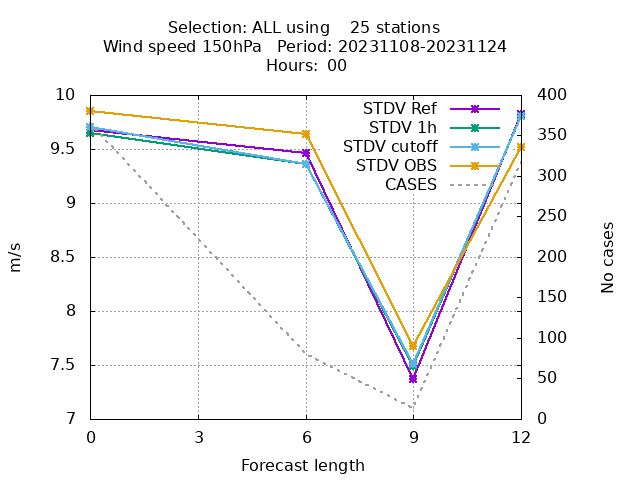 Selection: ALL using    25 stations
Wind speed 150hPa   Period: 20231108-20231124
Hours: 00
10
9.5
9
8.5
8
7.5
7
m/s
400
350
300
250
200
150
100
50
0
No cases
STDV Ref
STDV 1h
STDV cutoff
STDV OBS
CASES
0 3 6 9 12
Forecast length